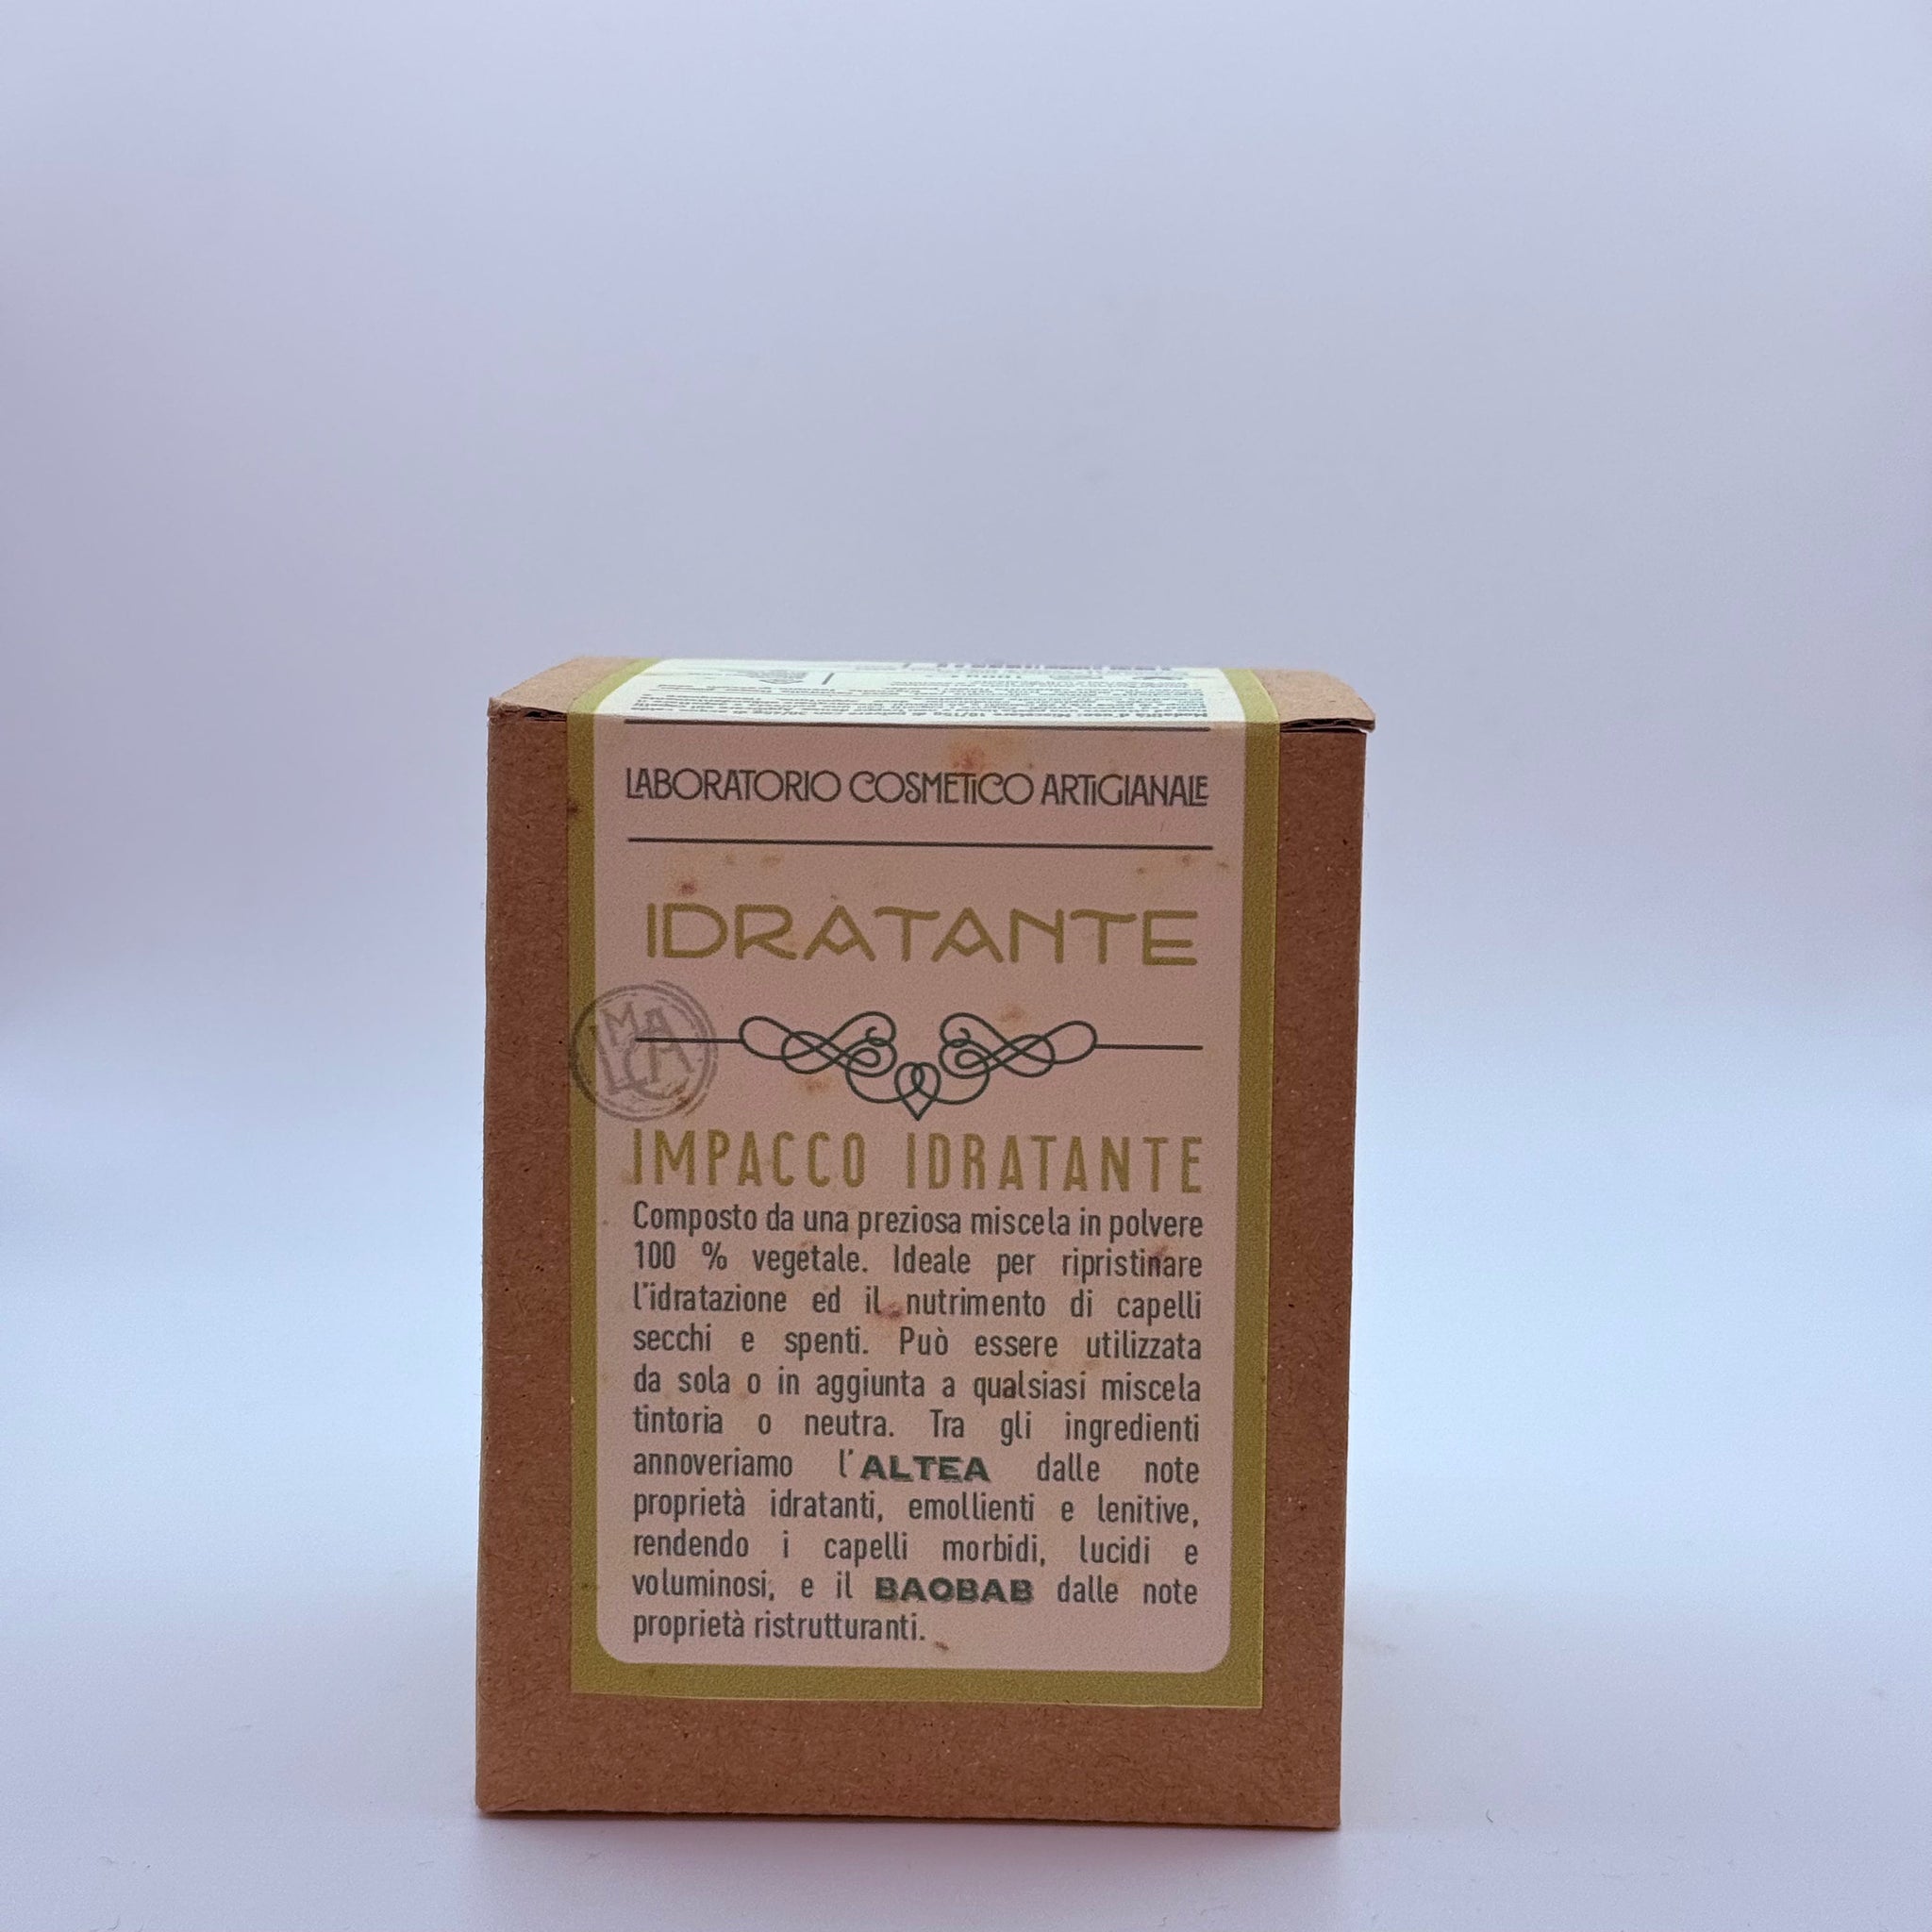 LABORATORIO COSMETICO ARTIGIANALE
IDRATANTE
MACA
IMPACCO IDRATANTE
Composto da una preziosa miscela in polvere
100 % vegetale. Ideale per ripristinare
l'idratazione ed il nutrimento di capelli
secchi e spenti. Può essere utilizzata
da sola o in aggiunta a qualsiasi miscela
tintoria o neutra. Tra gli ingredienti
annoveriamo l'ALTEA dalle note
proprietà idratanti, emollienti e lenitive,
rendendo i capelli morbidi, lucidi e
voluminosi, e il BAOBAB dalle note
proprietà ristrutturanti.